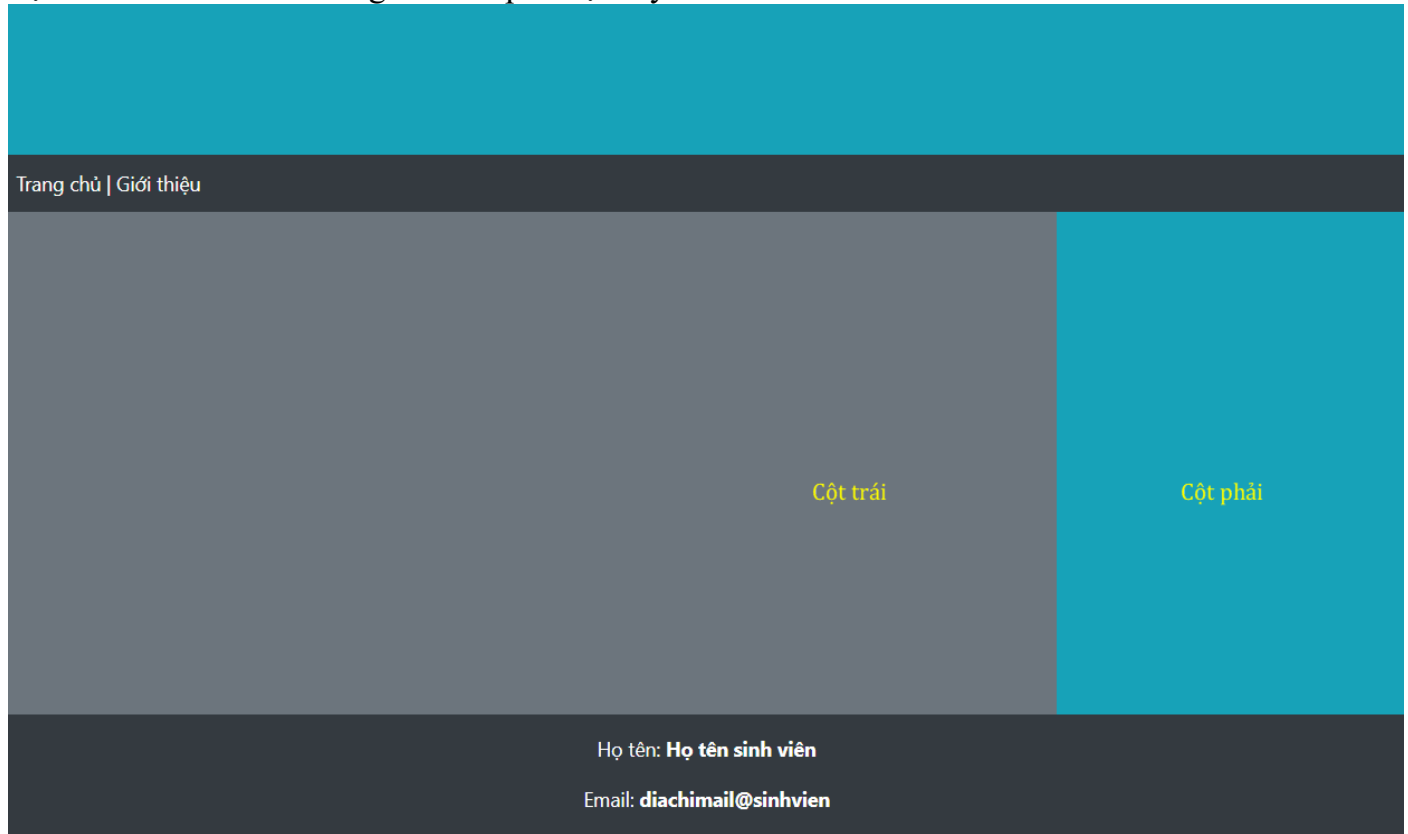 Trang chủ | Giới thiệu
Cột trái
Cột phải
Họ tên: Họ tên sinh viên
Email: diachimail@sinhvien